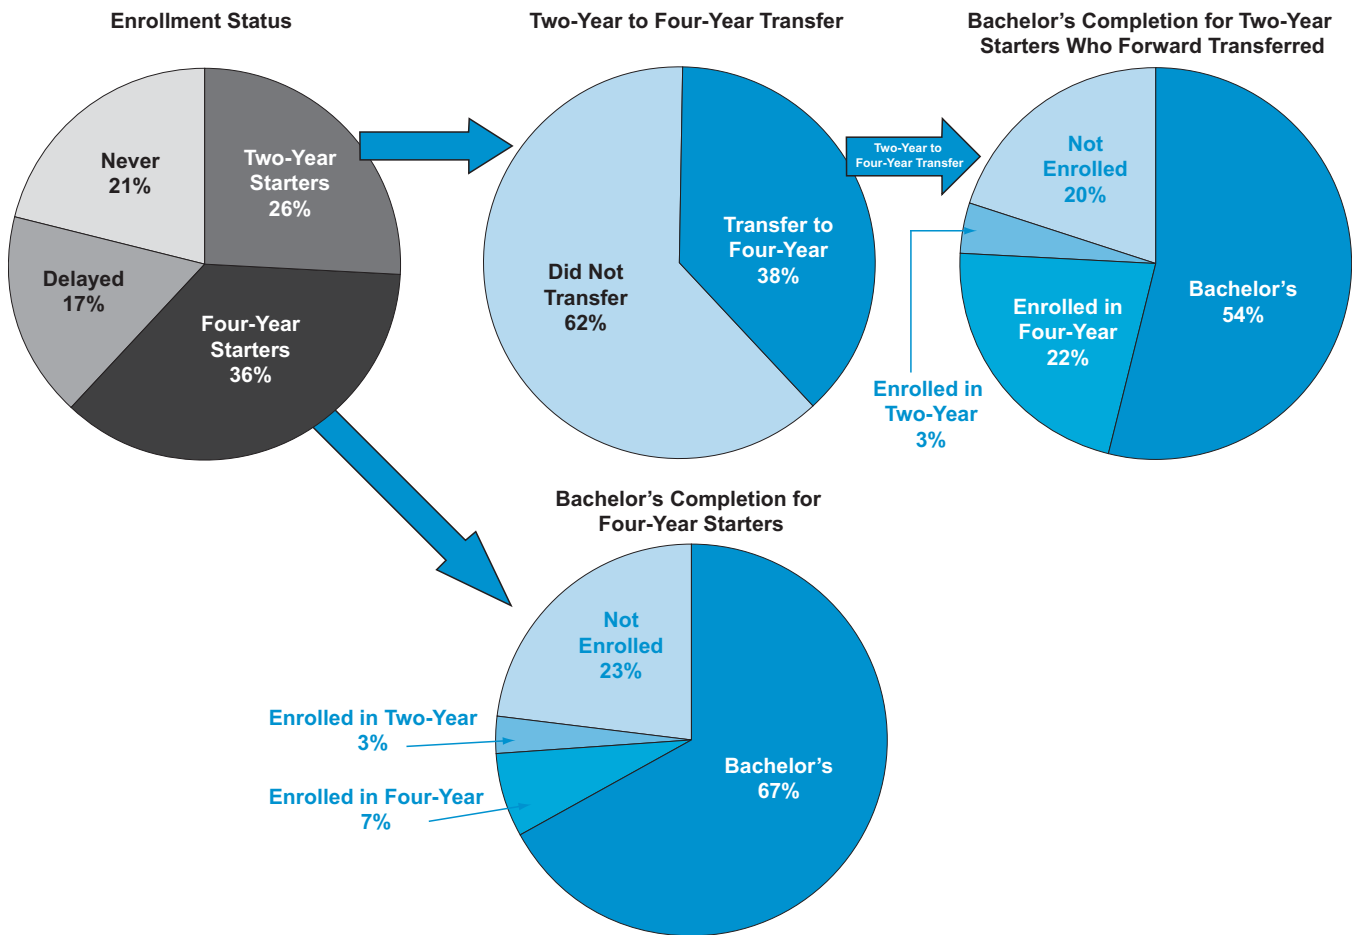 Enrollment Status
Never
21%
Two-Year
Starters
26%
Delayed
17%
Four-Year
Starters
36%
Two-Year to Four-Year Transfer
Did Not
Transfer
62%
Transfer to
Four-Year
38%
Two-Year to
Four-Year Transfer
Bachelor’s Completion for Two-Year
Starters Who Forward Transferred
Not
Enrolled
20%
Bachelor’s
54%
Enrolled in
Four-Year
22%
Enrolled in
Two-Year
3%
Bachelor’s Completion for
Four-Year Starters
Not
Enrolled
23%
Enrolled in Two-Year
3%
Enrolled in Four-Year
7%
Bachelor’s
67%